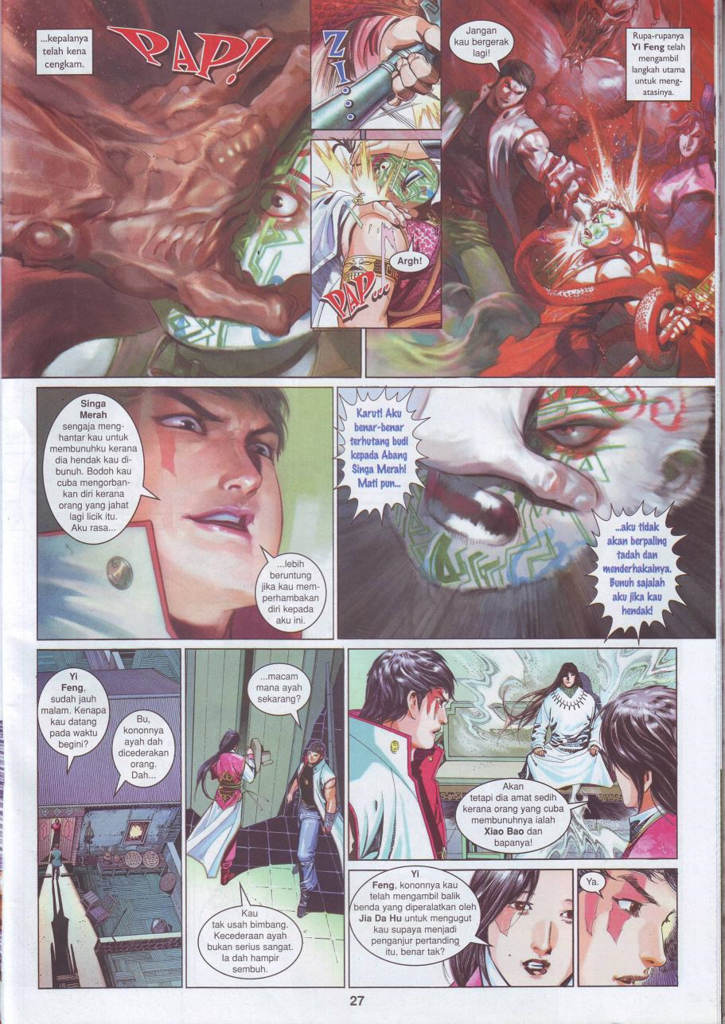 ...kepalanya
telah kena
cengkam.
PAP!
ZI...
PAP
ccc
Argh!
Jangan
kau bergerak
lagi!
Rupa-rupanya
Yi Feng telah
mengambil
langkah utama
untuk meng-
atasinya.
Singa
Merah
sengaja meng-
hantar kau untuk
membunuhku kerana
dia hendak kau di-
bunuh. Bodoh kau
cuba mengorban-
kan diri kerana
orang yang jahat
lagi licik itu.
Aku rasa...
...lebih
beruntung
jika kau mem-
perhambakan
diri kepada
aku ini.
Karut! Aku
benar-benar
terhutang budi
kepada Abang
Singa Merah!
Mati pun...
...aku tidak
akan berpaling
tadah dan
menderhakainya.
Bunuh sajalah
aku jika kau
hendak!
Yi
Feng,
sudah jauh
malam. Kenapa
kau datang
pada waktu
begini?
Bu,
kononnya
ayah dah
dicederakan
orang.
Dah...
...macam
mana ayah
sekarang?
Kau
tak usah bimbang.
Kecederaan ayah
bukan serius sangat.
Ia dah hampir
sembuh.
Akan
tetapi dia amat sedih
kerana orang yang cuba
membunuhnya ialah
Xiao Bao dan
bapanya!
Yi
Feng, kononnya kau
telah mengambil balik
benda yang diperalatkan oleh
Jia Da Hu untuk mengugut
kau supaya menjadi
penganjur pertanding
itu, benar tak?
Ya.
27